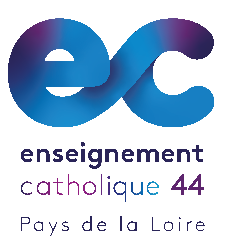 ec
enseignement
catholique 44
Pays de la Loire